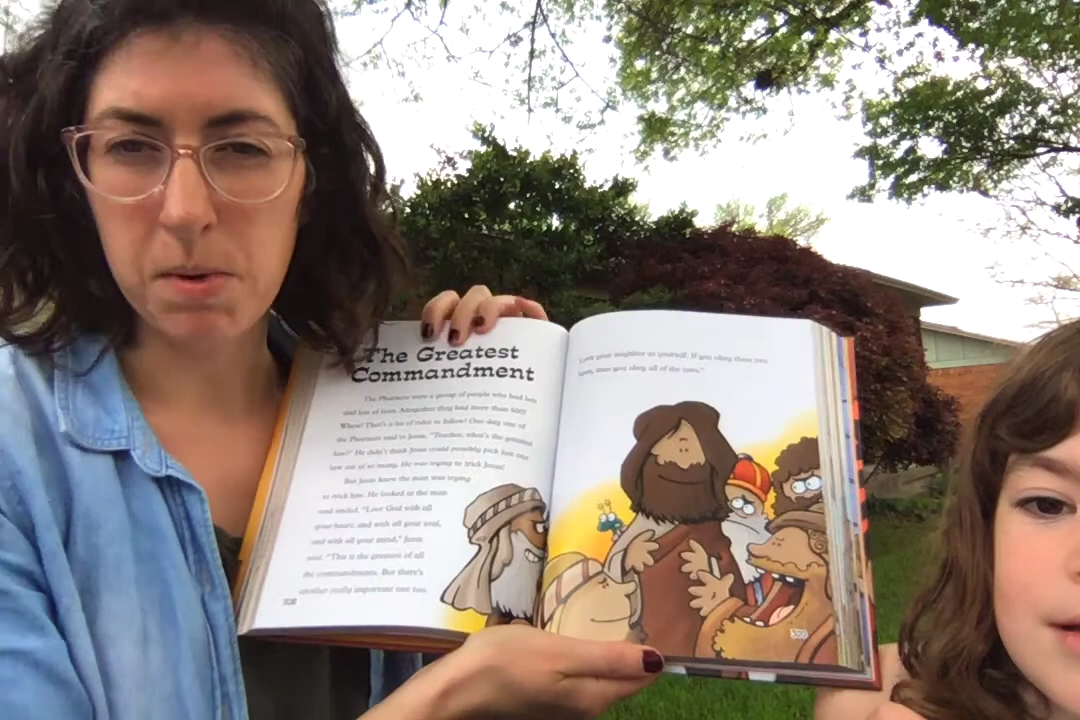 The Greatest
Commandment
The Pharisees were a group of people who had lots
and lots of laws. Altogether they had more than 600!
Whew! That's a lot of rules to follow! One day one of
the Pharisees said to Jesus, "Teacher, what's the greatest
law?" He didn't think Jesus could possibly pick just one
law out of so many. He was trying to trick Jesus!
But Jesus knew the man was trying
to trick him. He looked at the man
and smiled. "Love God with all
your heart, and with all your soul,
and with all your mind," Jesus
said. "This is the greatest of all
the commandments. But there's
another really important one too.
308
Love your neighbor as yourself. If you obey these two
laws, then you obey all of the laws."
309